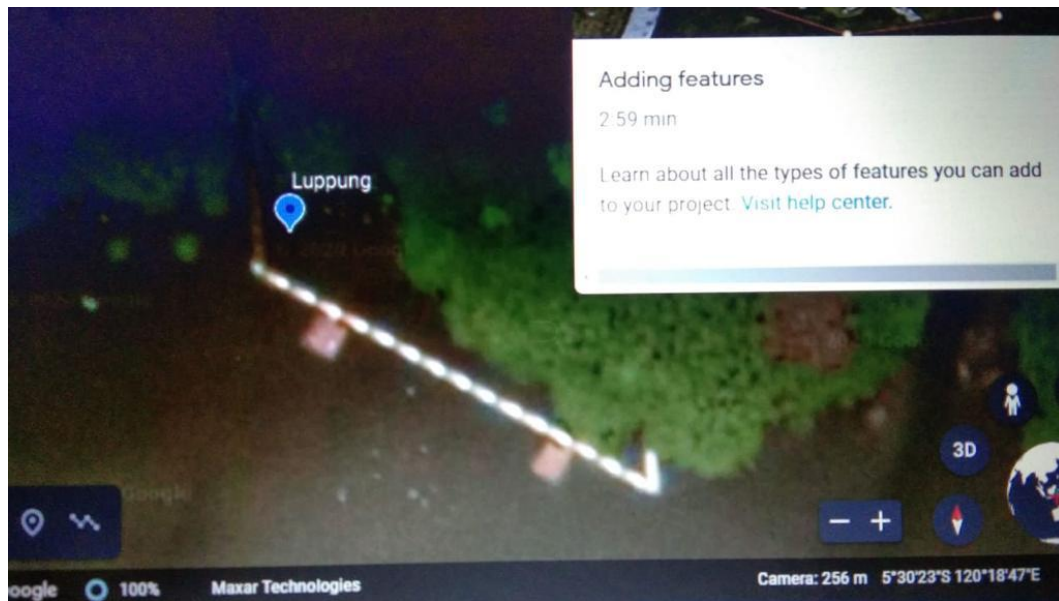 Adding features
2:59 min
Learn about all the types of features you can add
to your project. Visit help center.
Luppung
Google
3D
oogle
100%
Maxar Technologies
Camera: 256 m 5°30'23"S 120°18'47"E